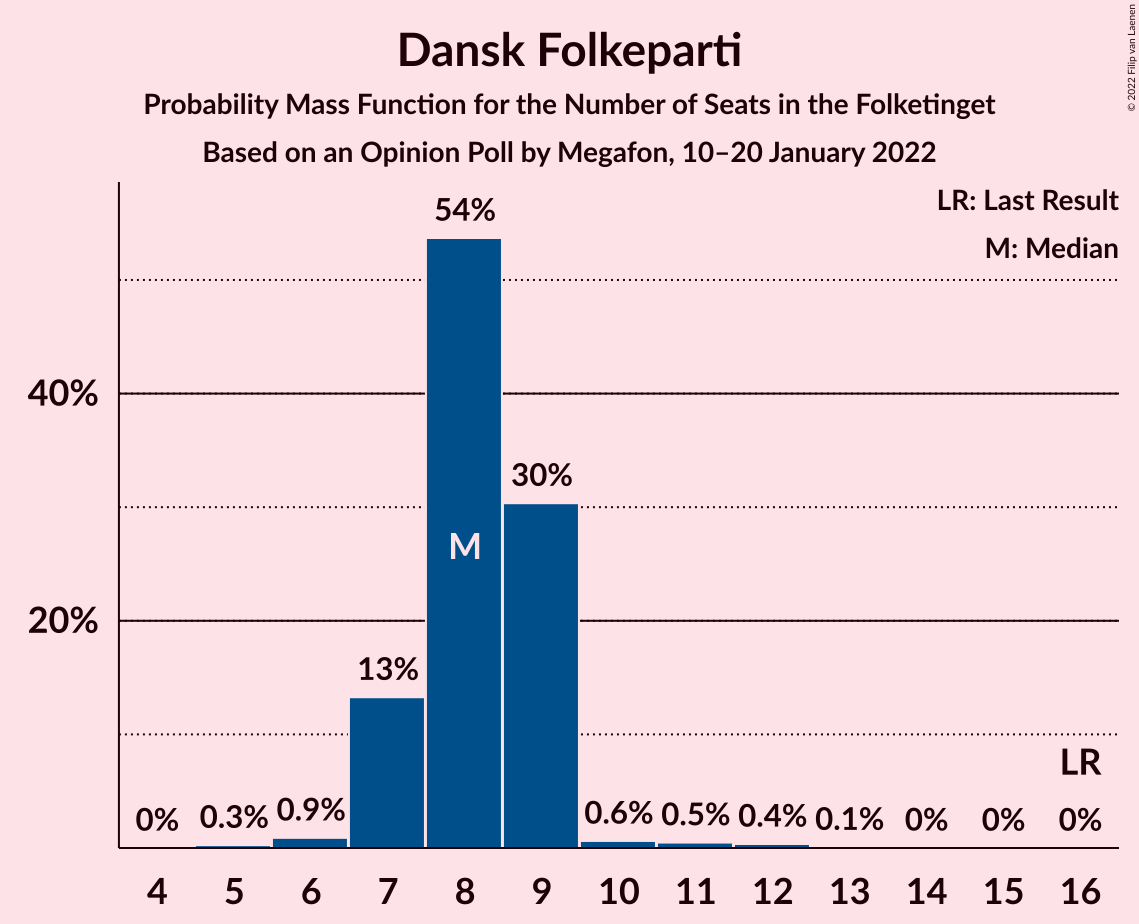 Dansk Folkeparti
Probability Mass Function for the Number of Seats in the Folketinget
Based on an Opinion Poll by Megafon, 10–20 January 2022
© 2022 Filip van Laenen
LR: Last Result
M: Median
54%
40%
30%
M
20%
13%
LR
0% 0.3% 0.9% 0.6% 0.5% 0.4% 0.1% 0% 0% 0%
4 5 6 7 8 9 10 11 12 13 14 15 16